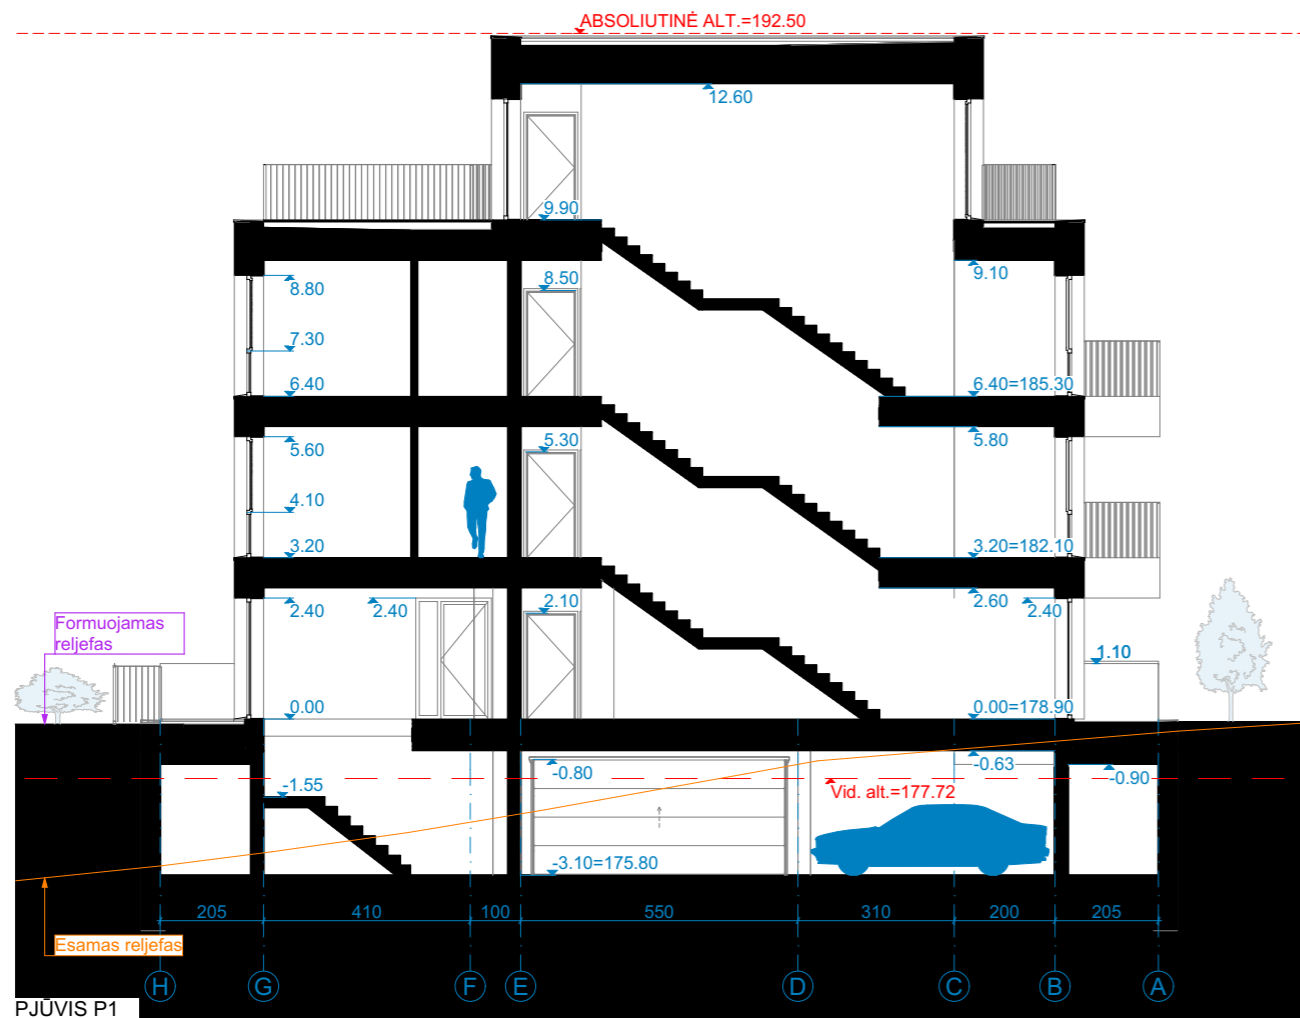 ABSOLIUTINĖ ALT.=192.50
12.60
9.90
8.80
8.50
9.10
7.30
6.40
6.40=185.30
5.60
5.30
5.80
4.10
3.20
3.20=182.10
2.40
2.40
2.10
2.60
2.40
Formuojamas
reljefas
1.10
0.00
0.00=178.90
-0.80
-0.63
-0.90
-1.55
Vid. alt.=177.72
-3.10=175.80
205
410
100
550
310
200
205
Esamas reljefas
H
G
F
E
D
C
B
A
PJŪVIS P1